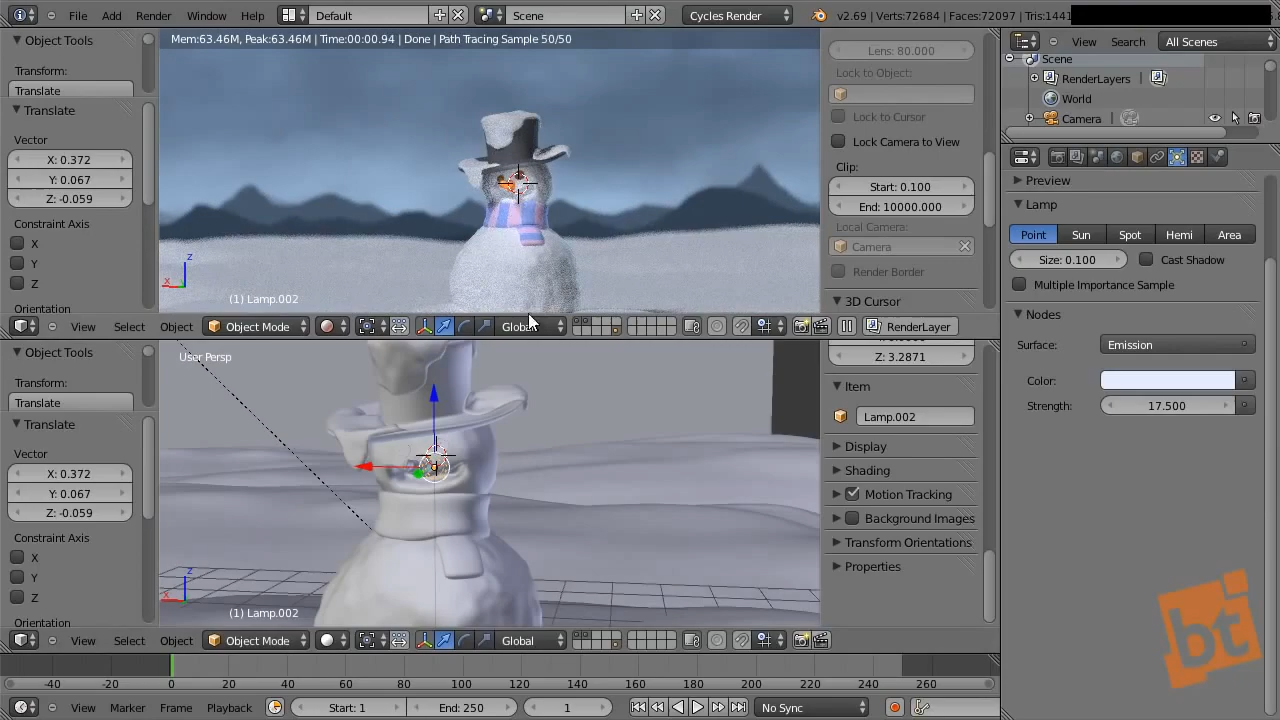 File Add Render Window Help Default Scene Cycles Render v2.69 | Verts:72684 | Faces:72097 | Tris:1441
Object Tools
Transform:
Translate
Translate
Vector
X: 0.372
Y: 0.067
Z: -0.059
Constraint Axis
X
Y
Z
Orientation
Mem:63.46M, Peak:63.46M | Time:00:00.94 | Done | Path Tracing Sample 50/50
z
x
(1) Lamp.002
Lens: 80.000
Lock to Object:
Lock to Cursor
Lock Camera to View
Clip:
Start: 0.100
End: 10000.000
Local Camera:
Camera
Render Border
3D Cursor
View Select Object Object Mode Global RenderLayer
Object Tools
Transform:
Translate
Translate
Vector
X: 0.372
Y: 0.067
Z: -0.059
Constraint Axis
X
Y
Z
Orientation
User Persp
z
x
(1) Lamp.002
Z: 3.2871
Item
Lamp.002
Display
Shading
Motion Tracking
Background Images
Transform Orientations
Properties
View Select Object Object Mode Global
-40 -20 0 20 40 60 80 100 120 140 160 180 200 220 240 260
View Marker Frame Playback Start: 1 End: 250 1 No Sync
View Search All Scenes
Scene
RenderLayers |
World
Camera |
Preview
Lamp
Point Sun Spot Hemi Area
Size: 0.100 Cast Shadow
Multiple Importance Sample
Nodes
Surface: Emission
Color:
Strength: 17.500
bt